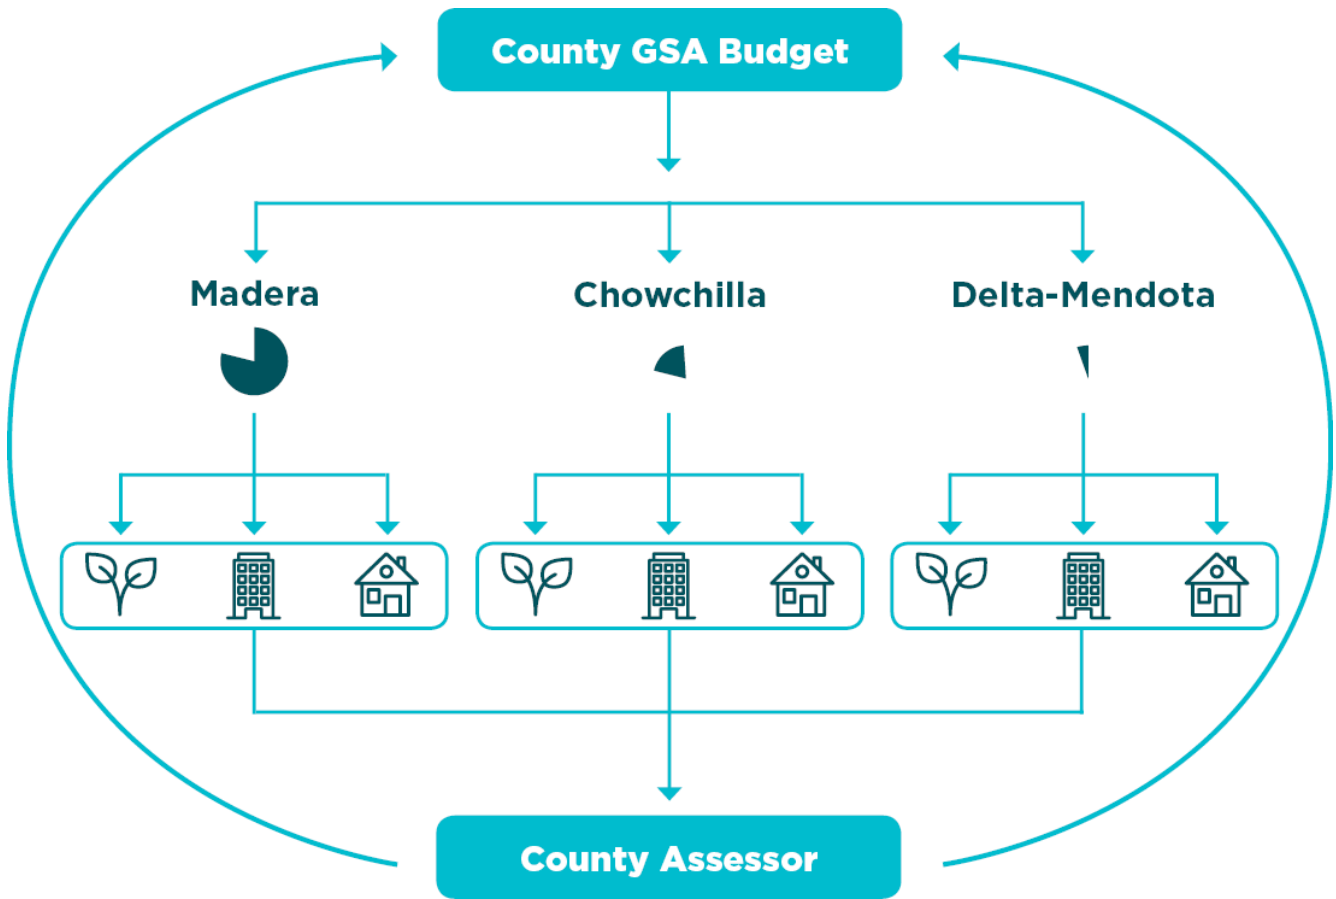 County GSA Budget
Madera
Chowchilla
Delta-Mendota
County Assessor